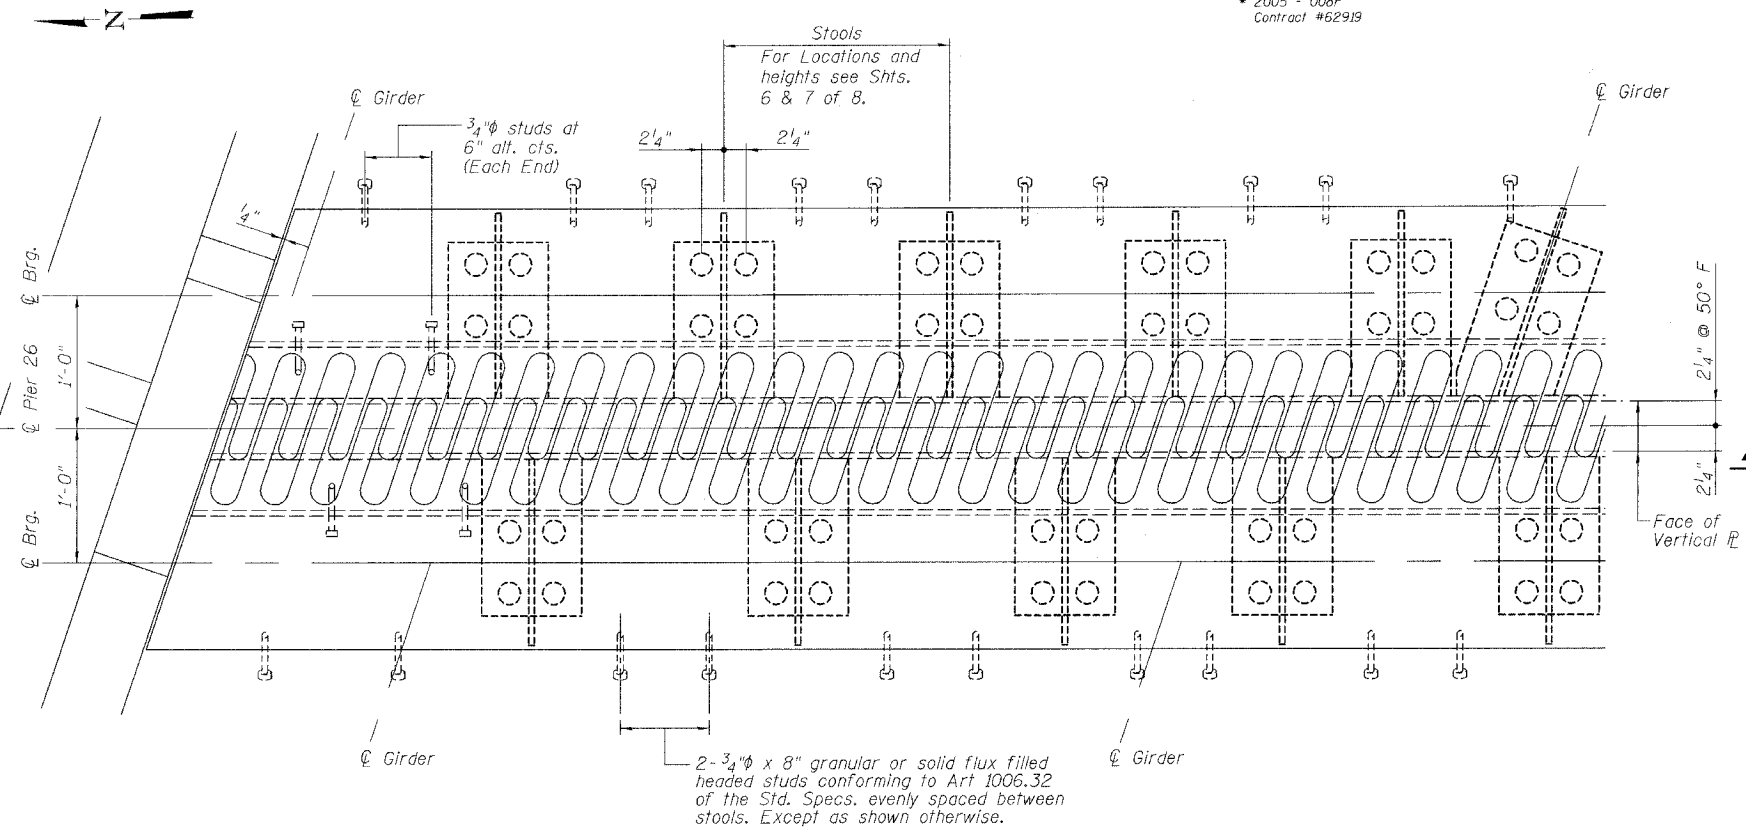 * 2005 - 008P
Contract #62919
Z
Stools
For Locations and
heights see Shts.
6 & 7 of 8.
℄ Girder
℄ Girder
3/4"ϕ studs at
6" alt. cts.
(Each End)
2 1/4"
2 1/4"
1/4"
℄ Brg.
1'-0"
℄ Pier 26
1'-0"
℄ Brg.
2 1/4" @ 50° F
2 1/4"
Face of
Vertical ⅊
℄ Girder
℄ Girder
2-3/4"ϕ x 8" granular or solid flux filled
headed studs conforming to Art 1006.32
of the Std. Specs. evenly spaced between
stools. Except as shown otherwise.